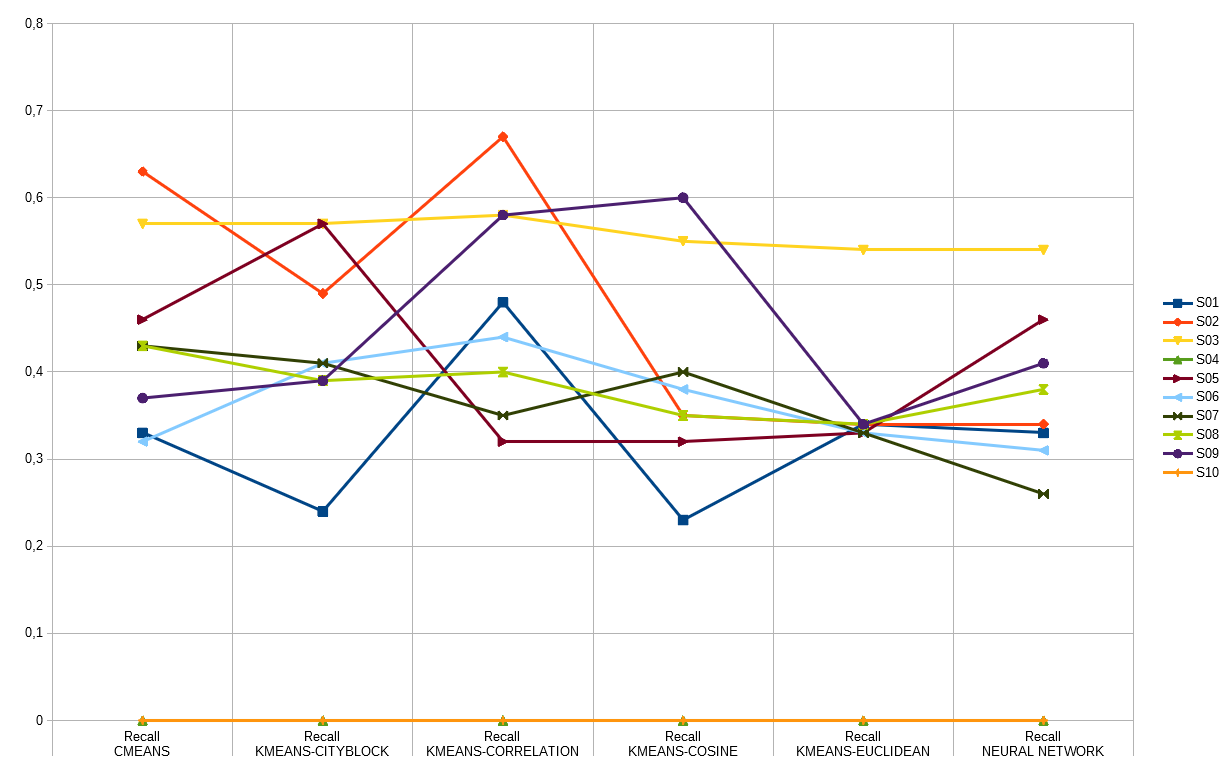 0,8
0,7
0,6
0,5
0,4
0,3
0,2
0,1
0
Recall
CMEANS
Recall
KMEANS-CITYBLOCK
Recall
KMEANS-CORRELATION
Recall
KMEANS-COSINE
Recall
KMEANS-EUCLIDEAN
Recall
NEURAL NETWORK
S01
S02
S03
S04
S05
S06
S07
S08
S09
S10